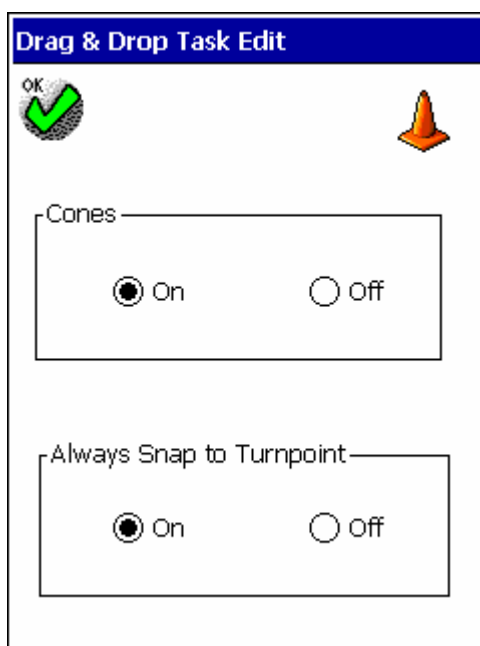 Drag & Drop Task Edit
OK
Cones
On Off
Always Snap to Turnpoint
On Off